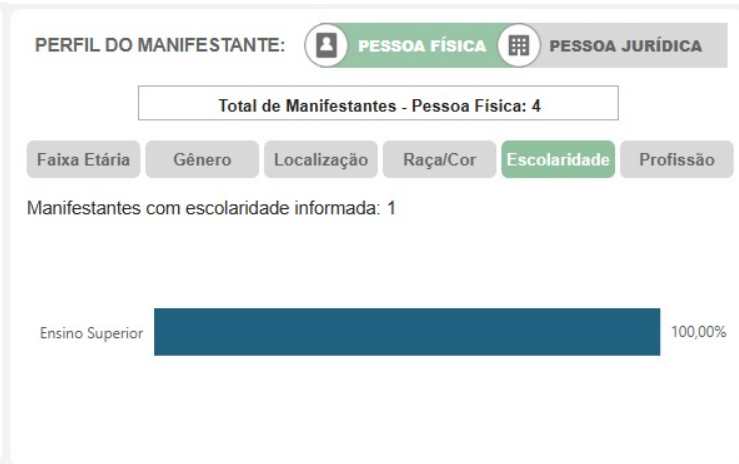 PERFIL DO MANIFESTANTE: PESSOA FÍSICA PESSOA JURÍDICA
Total de Manifestantes - Pessoa Física: 4
Faixa Etária Gênero Localização Raça/Cor Escolaridade Profissão
Manifestantes com escolaridade informada: 1
Ensino Superior 100,00%